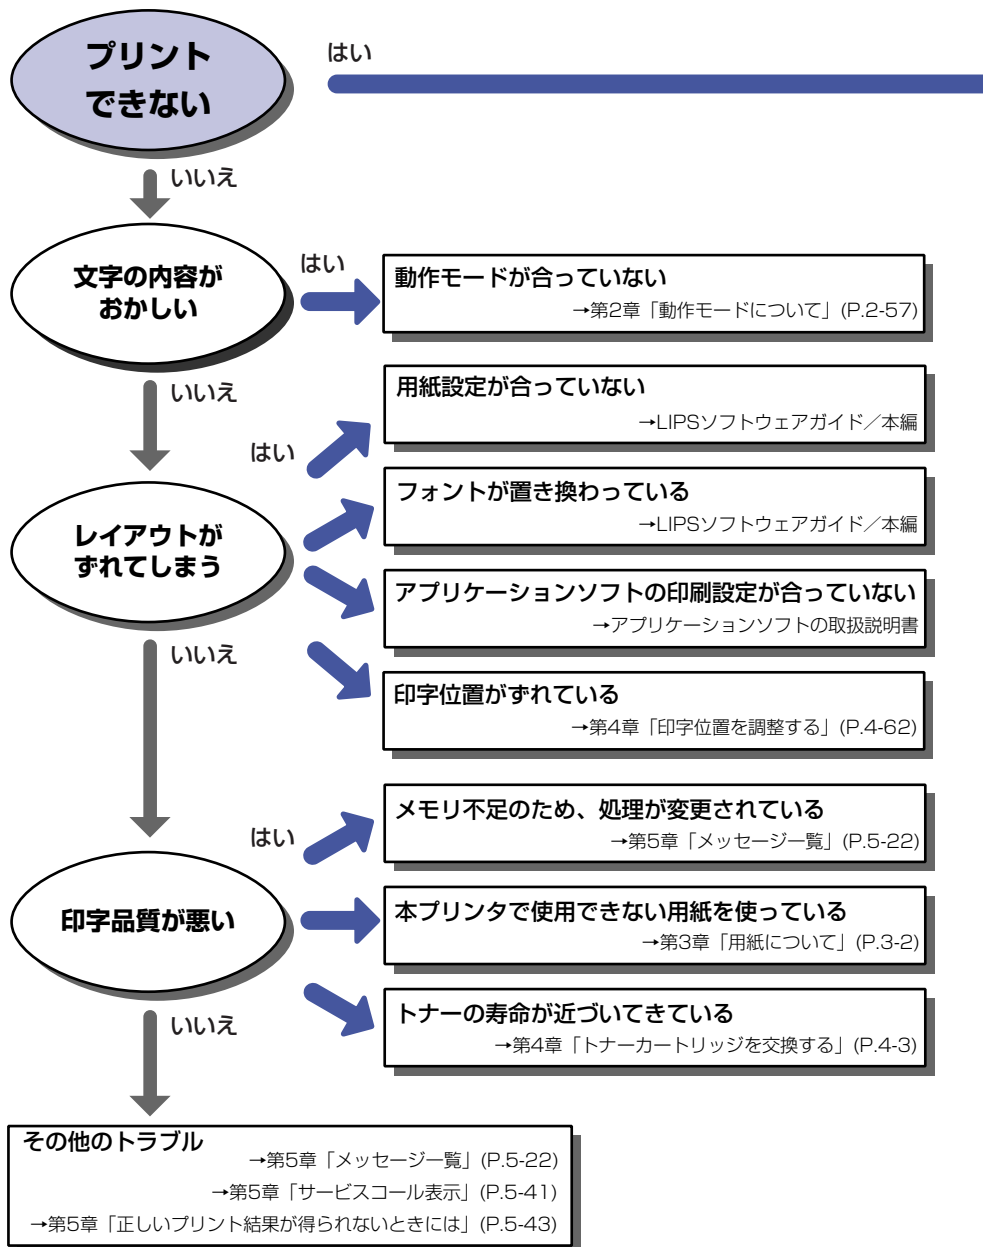 プリント
できない
はい
いいえ
文字の内容が
おかしい
はい
動作モードが合っていない
→第2章「動作モードについて」(P.2-57)
いいえ
はい
用紙設定が合っていない
→LIPSソフトウェアガイド／本編
レイアウトが
ずれてしまう
フォントが置き換わっている
→LIPSソフトウェアガイド／本編
アプリケーションソフトの印刷設定が合っていない
→アプリケーションソフトの取扱説明書
いいえ
印字位置がずれている
→第4章「印字位置を調整する」(P.4-62)
はい
メモリ不足のため、処理が変更されている
→第5章「メッセージ一覧」(P.5-22)
印字品質が悪い
本プリンタで使用できない用紙を使っている
→第3章「用紙について」(P.3-2)
いいえ
トナーの寿命が近づいてきている
→第4章「トナーカートリッジを交換する」(P.4-3)
その他のトラブル
→第5章「メッセージ一覧」(P.5-22)
→第5章「サービスコール表示」(P.5-41)
→第5章「正しいプリント結果が得られないときには」(P.5-43)